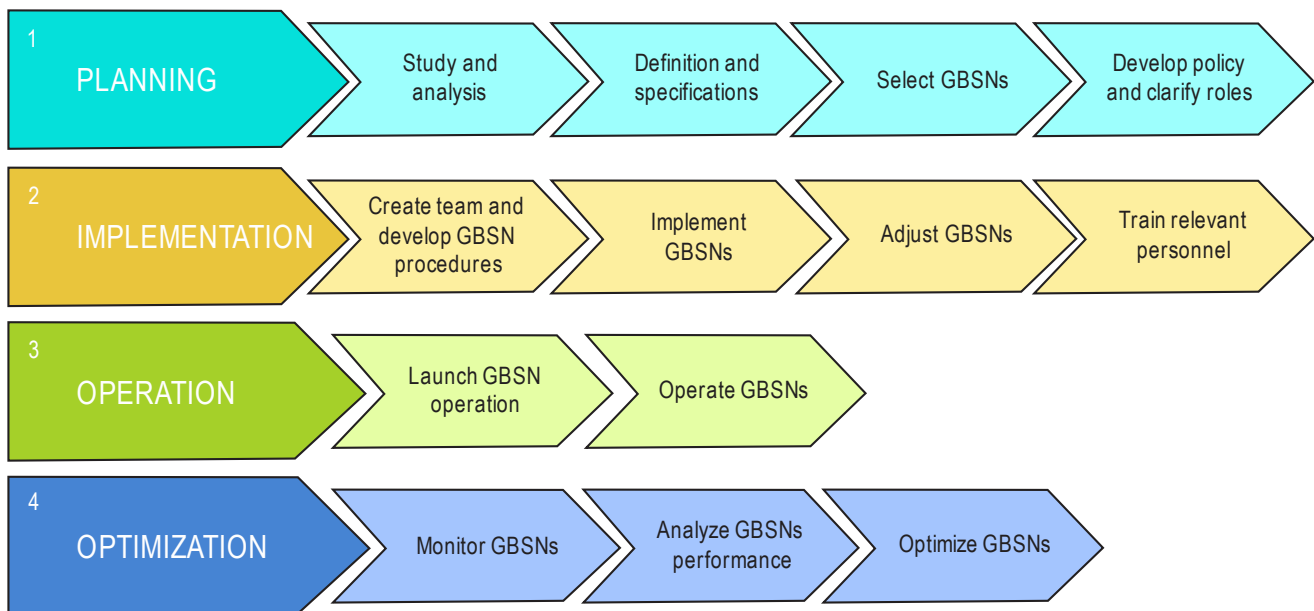 1
PLANNING
Study and
analysis
Definition and
specifications
Select GBSNs
Develop policy
and clarify roles
2
IMPLEMENTATION
Create team and
develop GBSN
procedures
Implement
GBSNs
Adjust GBSNs
Train relevant
personnel
3
OPERATION
Launch GBSN
operation
Operate GBSNs
4
OPTIMIZATION
Monitor GBSNs
Analyze GBSNs
performance
Optimize GBSNs